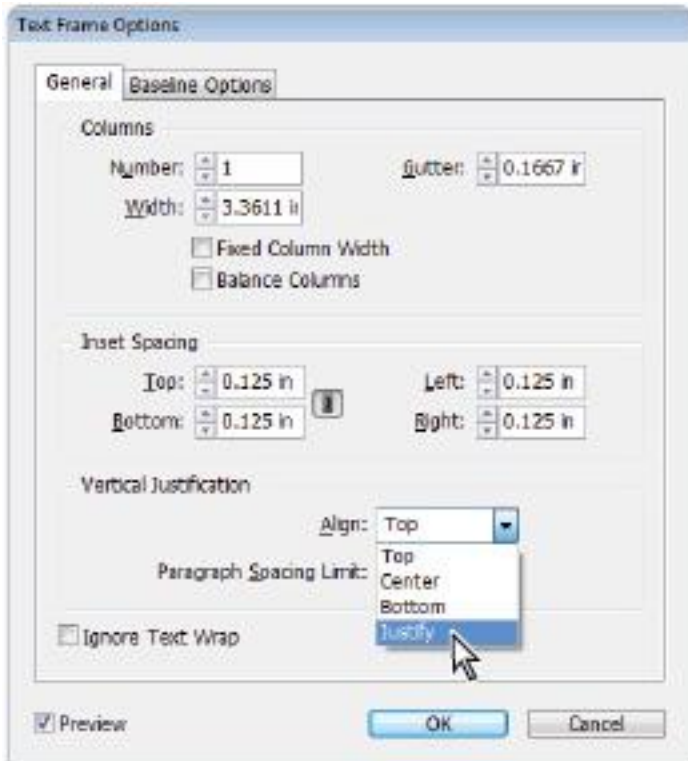 Text Frame Options
General Baseline Options
Columns
Number: 1 Gutter: 0.1667 ir
Width: 3.3611 ir
Fixed Column Width
Balance Columns
Inset Spacing
Top: 0.125 in Left: 0.125 in
Bottom: 0.125 in Right: 0.125 in
Vertical Justification
Align: Top
Top
Paragraph Spacing Limit: Center
Bottom
Justify
Ignore Text Wrap
Preview OK Cancel